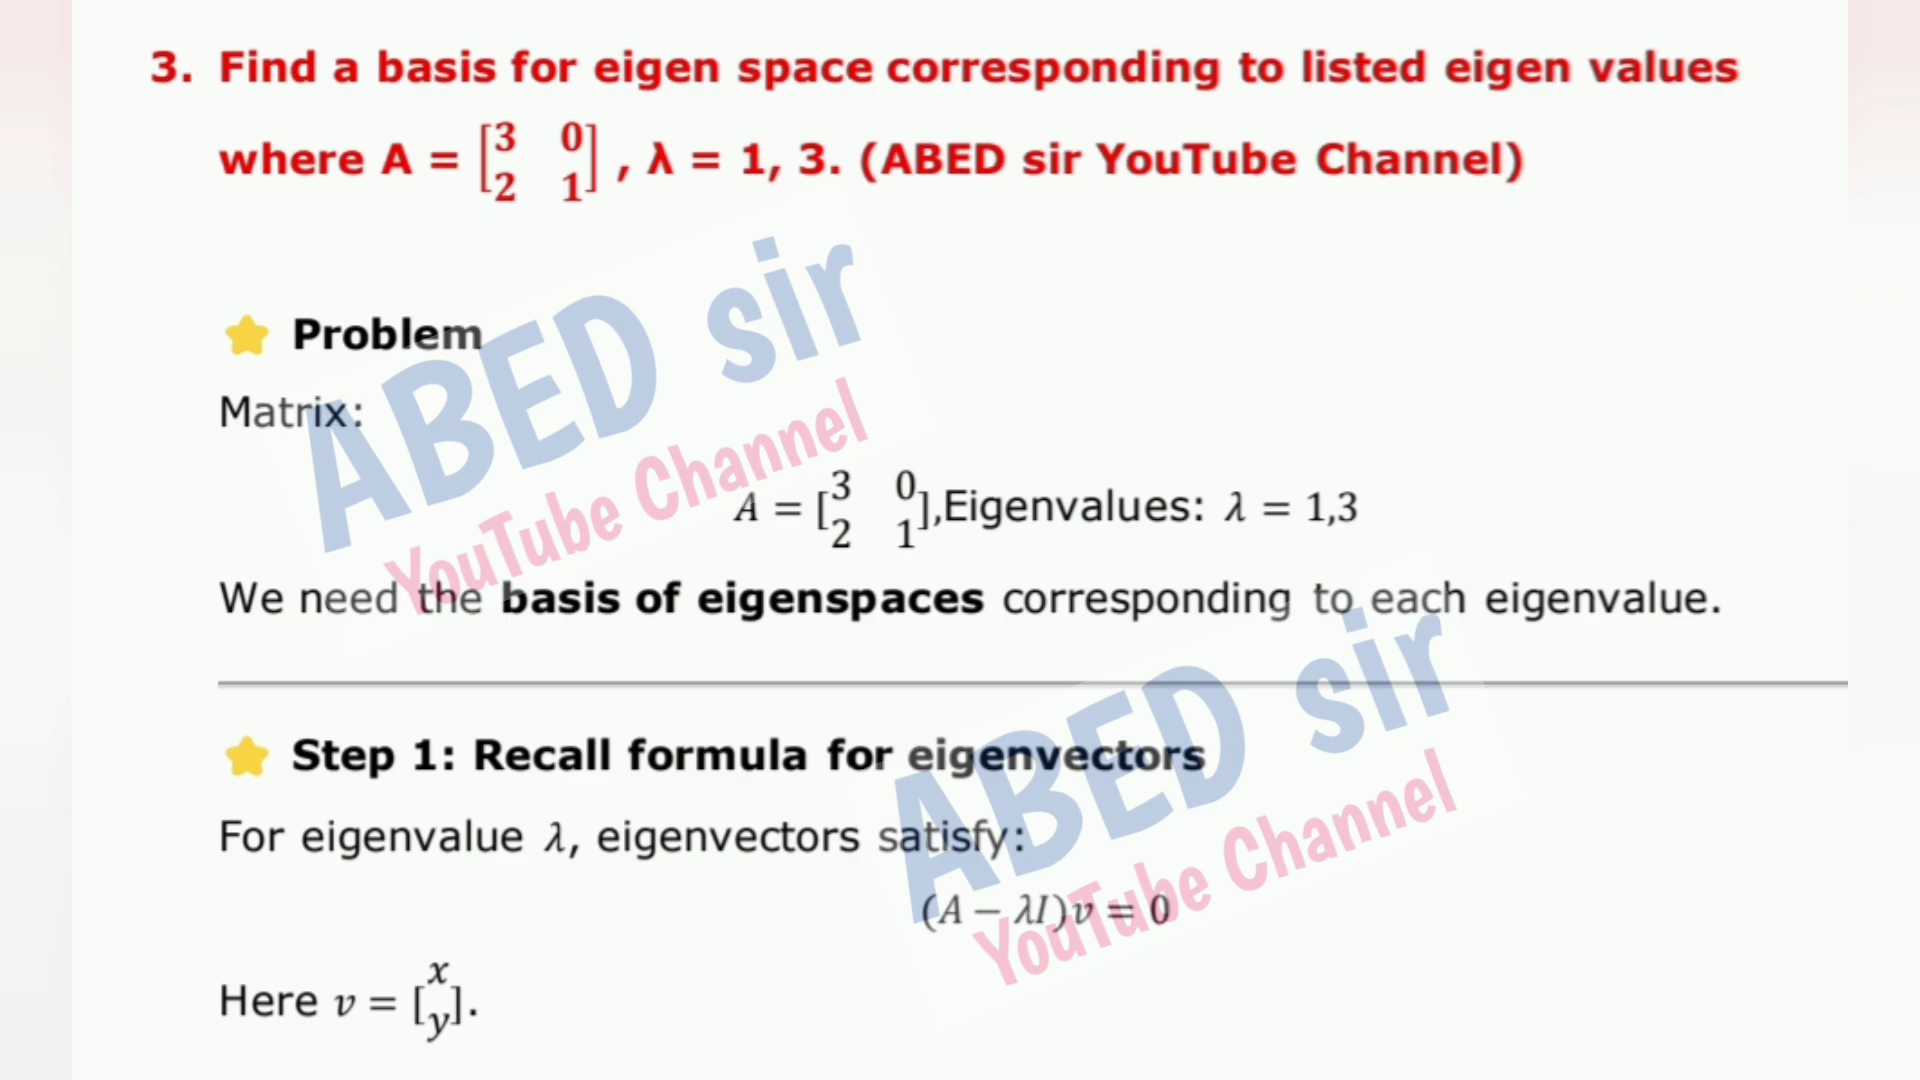 3. Find a basis for eigen space corresponding to listed eigen values
where A = [3 0
2 1] , λ = 1, 3. (ABED sir YouTube Channel)
Problem
Matrix:
A = [3 0
2 1],Eigenvalues: λ = 1,3
We need the basis of eigenspaces corresponding to each eigenvalue.
Step 1: Recall formula for eigenvectors
For eigenvalue λ, eigenvectors satisfy:
(A − λI)v = 0
Here v = [x
y].
ABED sir
YouTube Channel
ABED sir
YouTube Channel